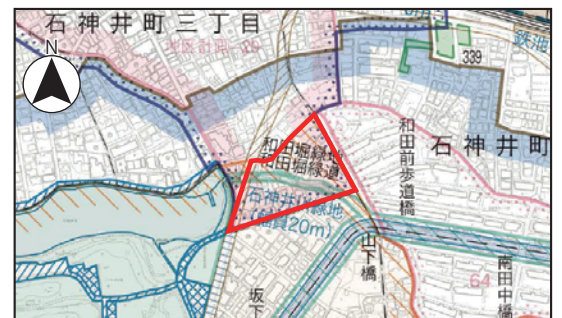 石神井町三丁目
N
鉄池
339
和田堀緑地
和田堀緑道
和田前歩道橋
石神井町
石神井川緑地
(幅員20m)
山下橋
坂下
64
南田中橋